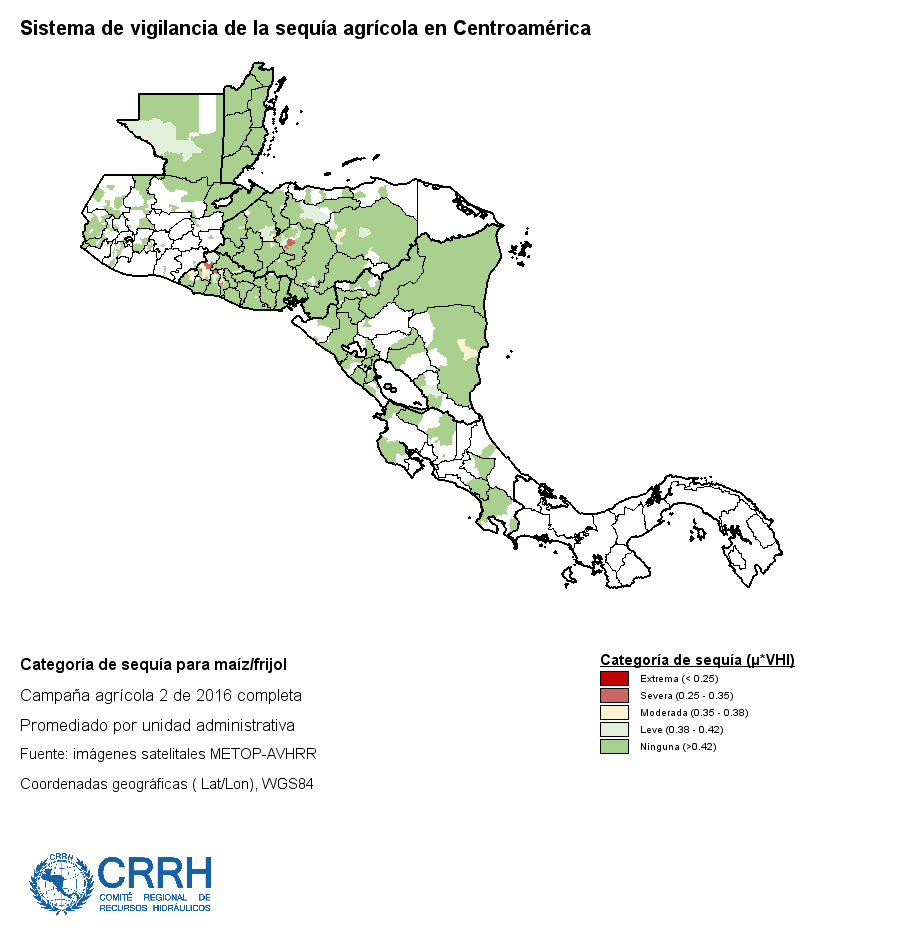 Sistema de vigilancia de la sequía agrícola en Centroamérica
Categoría de sequía para maíz/frijol
Campaña agrícola 2 de 2016 completa
Promediado por unidad administrativa
Fuente: imágenes satelitales METOP-AVHRR
Coordenadas geográficas ( Lat/Lon), WGS84
Categoría de sequía (µ*VHI)
Extrema (< 0.25)
Severa (0.25 - 0.35)
Moderada (0.35 - 0.38)
Leve (0.38 - 0.42)
Ninguna (>0.42)
CRRH
CRRH
COMITÉ REGIONAL DE
RECURSOS HIDRÁULICOS